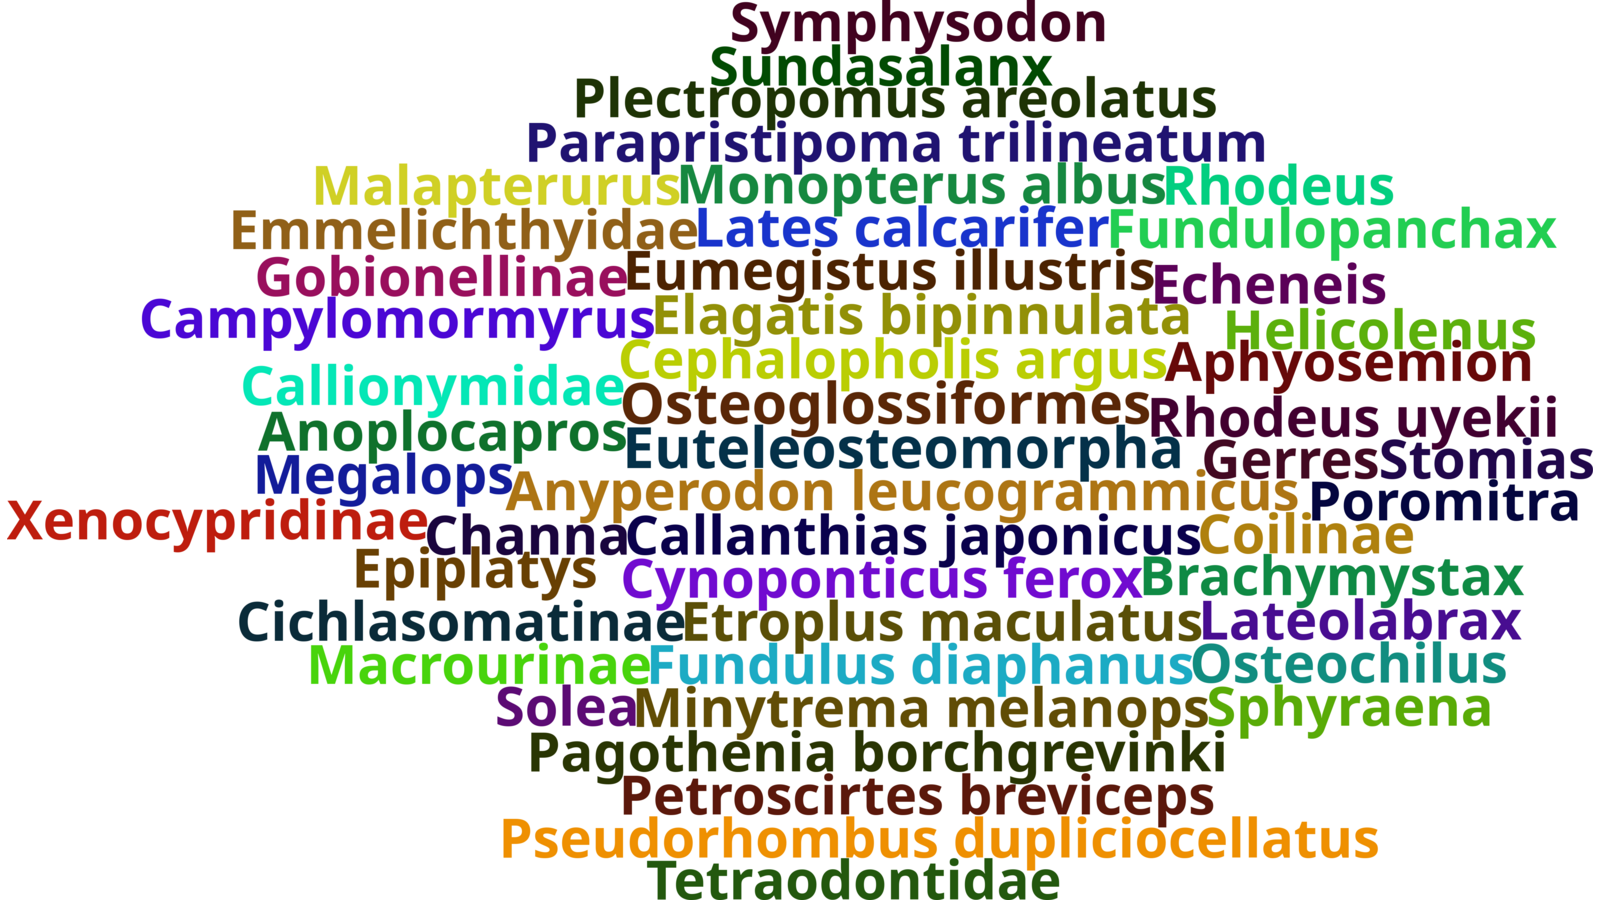 Symphysodon
Sundasalanx
Plectropomus areolatus
Parapristipoma trilineatum
Malapterurus Monopterus albus Rhodeus
Emmelichthyidae Lates calcarifer Fundulopanchax
Gobionellinae Eumegistus illustris Echeneis
Campylomormyrus Elagatis bipinnulata Helicolenus
Cephalopholis argus Aphyosemion
Callionymidae Osteoglossiformes Rhodeus uyekii
Anoplocapros Euteleosteomorpha Gerres Stomias
Megalops Anyperodon leucogrammicus Poromitra
Xenocypridinae Channa Callanthias japonicus Coilinae
Epiplatys Cynoponticus ferox Brachymystax
Cichlasomatinae Etroplus maculatus Lateolabrax
Macrourinae Fundulus diaphanus Osteochilus
Solea Minytrema melanops Sphyraena
Pagothenia borchgrevinki
Petroscirtes breviceps
Pseudorhombus dupliciocellatus
Tetraodontidae